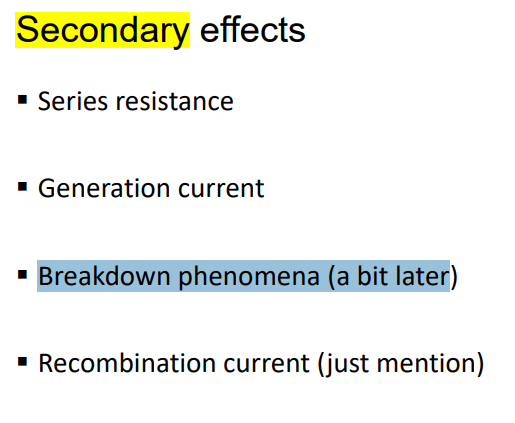 Secondary effects
▪ Series resistance
▪ Generation current
▪ Breakdown phenomena (a bit later)
▪ Recombination current (just mention)